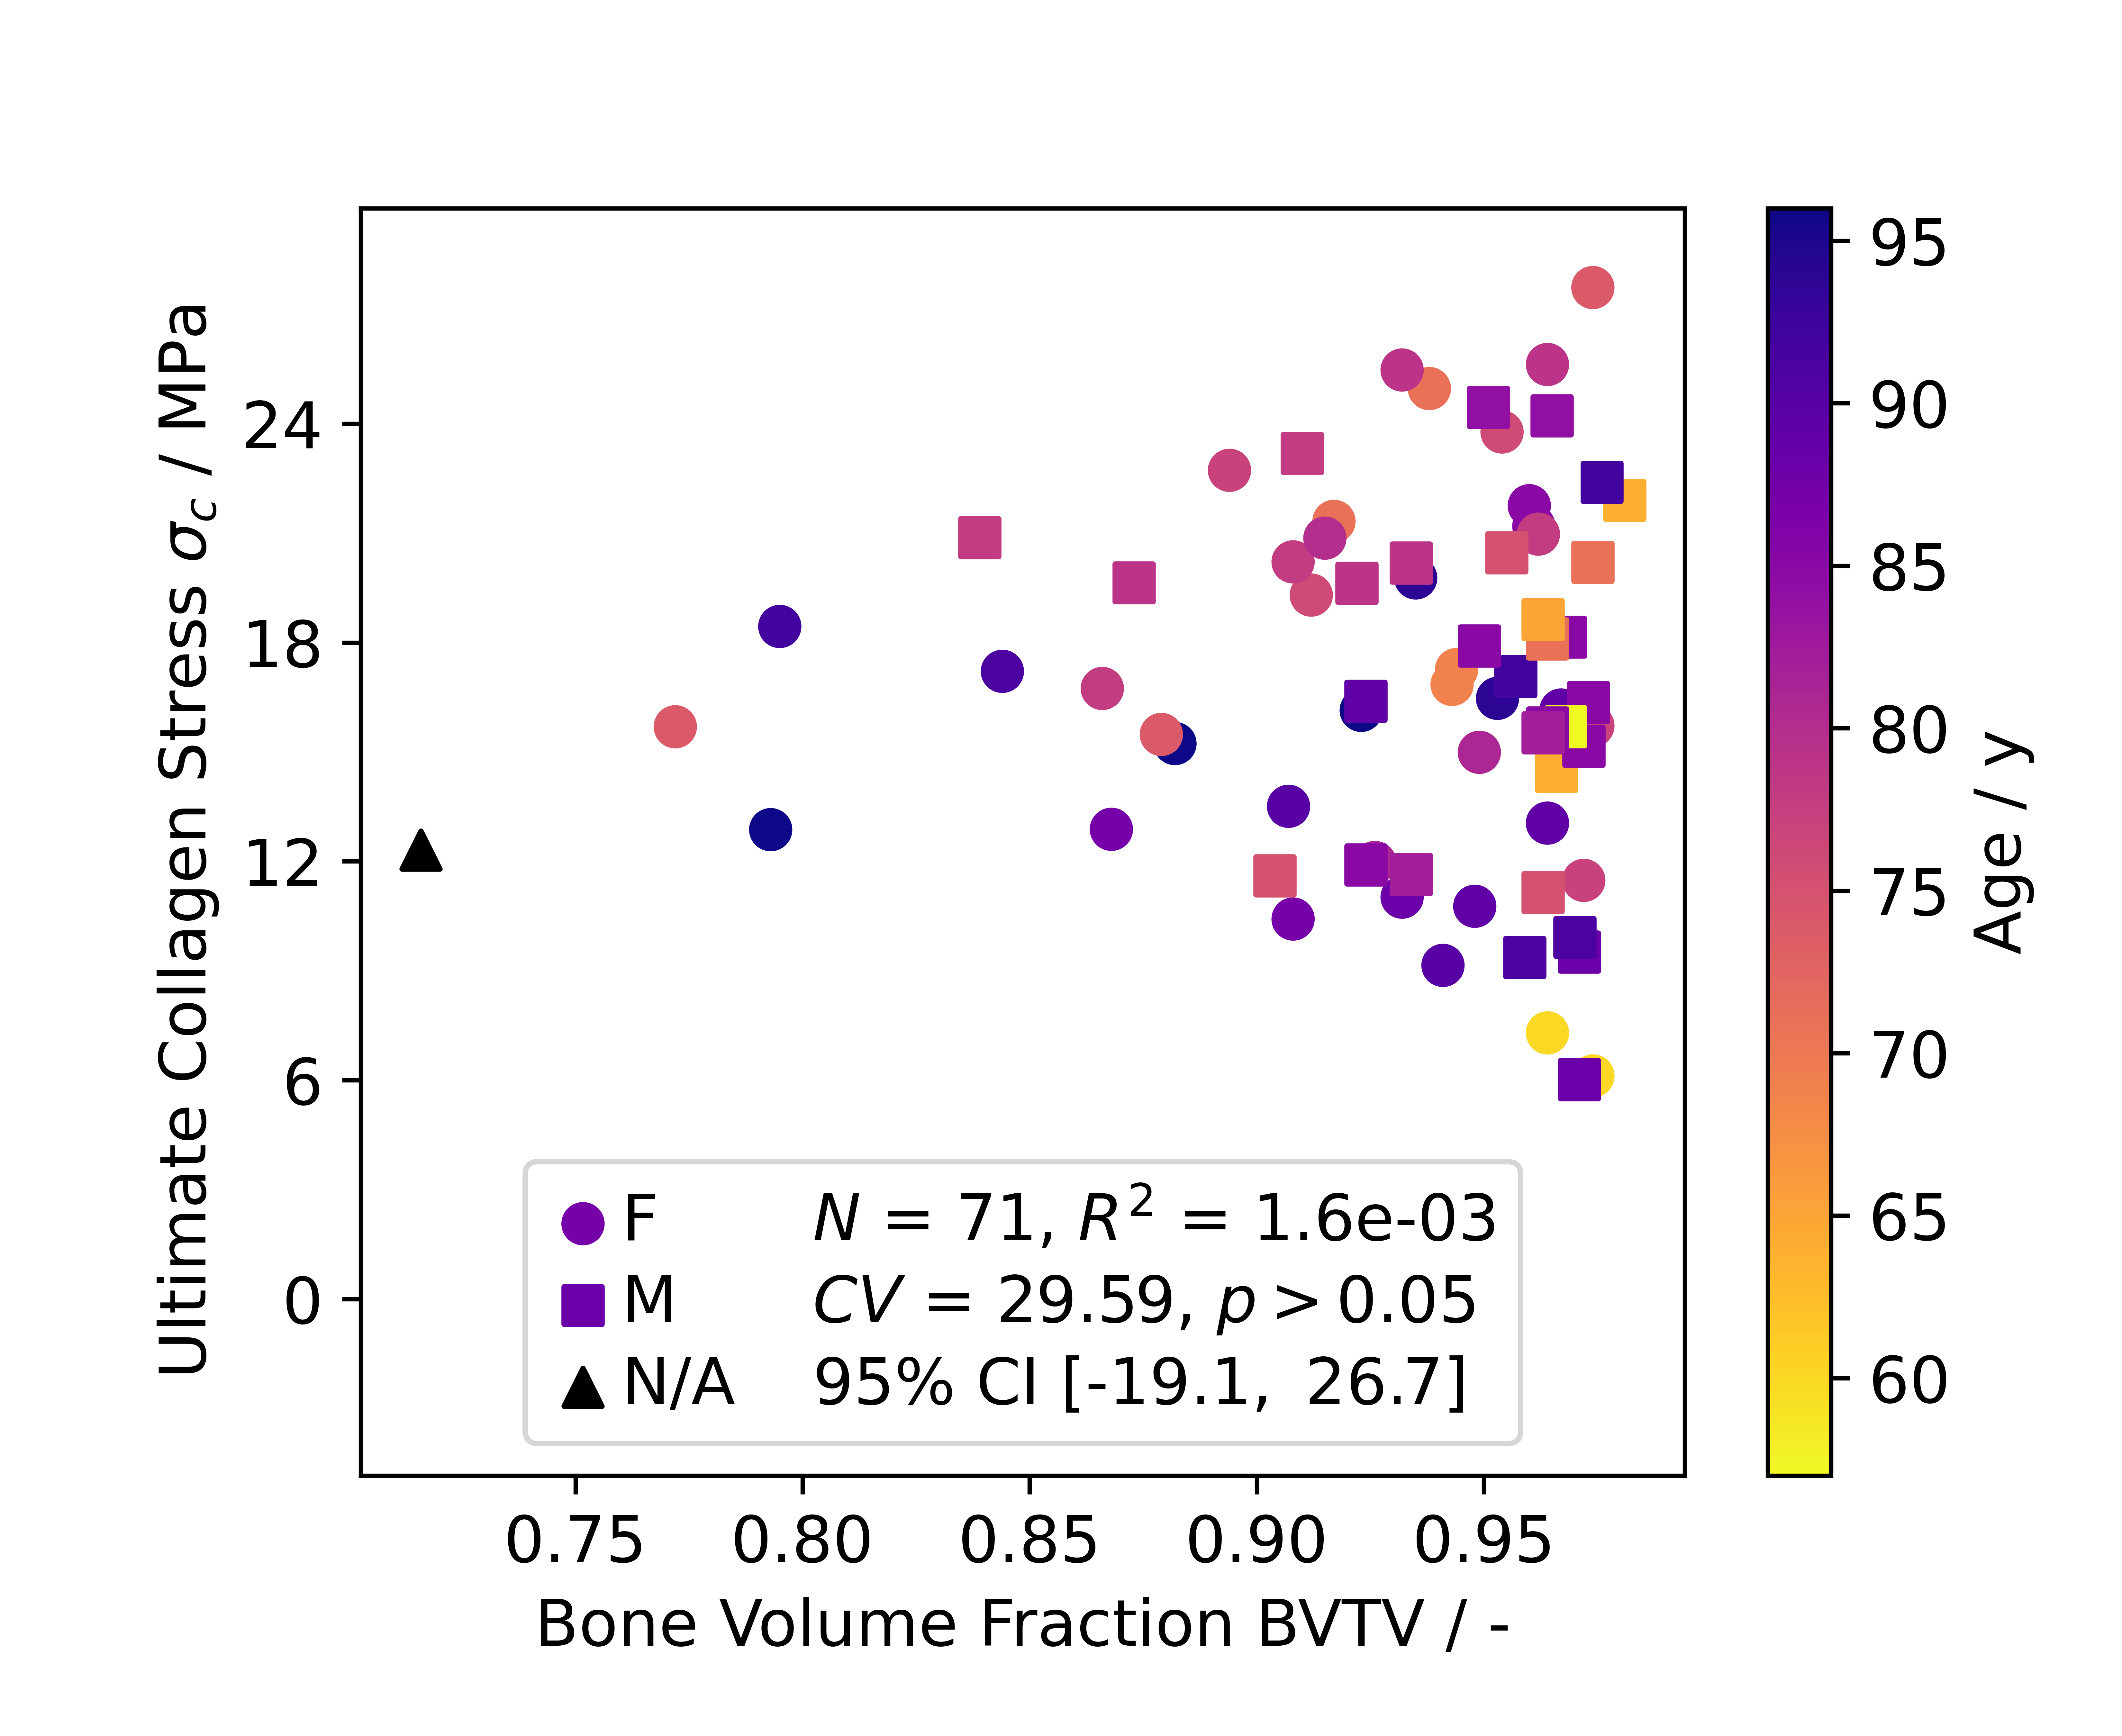 Ultimate Collagen Stress σc / MPa
24
18
12
6
0
F N = 71, R² = 1.6e-03
M CV = 29.59, p > 0.05
N/A 95% CI [-19.1, 26.7]
0.75 0.80 0.85 0.90 0.95
Bone Volume Fraction BVTV / -
95
90
85
80
75
70
65
60
Age / y